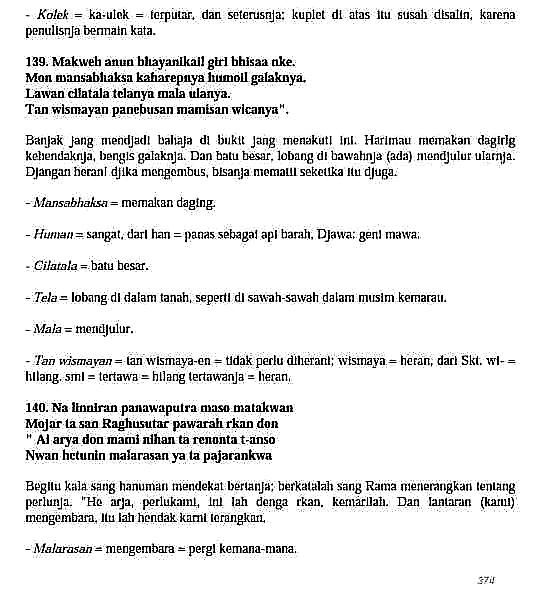 - Kolek = ka-ulek = terputar, dan seterusnja; kuplet di atas itu susah disalin, karena
penulisnja bermain kata.
139. Makweh anun bhayanikail giri bhisaa nke.
Mon mansabhaksa kaharepnya humoil galaknya.
Lawan cilatala telanya mala ulanya.
Tan wismayan panebusan mamisan wicanya".
Banjak jang mendjadi bahaja di bukit jang menakuti ini. Harimau memakan dagirig
kehendaknja, bengis galaknja. Dan batu besar, lobang di bawahnja (ada) mendjulur ularnja.
Djangan herani djika mengembus, bisanja mematii seketika itu djuga.
- Mansabhaksa = memakan daging.
- Human = sangat, dari han = panas sebagai api barah, Djawa: geni mawa.
- Cilatala = batu besar.
- Tela = lobang di dalam tanah, seperti di sawah-sawah dalam musim kemarau.
- Mala = mendjulur.
- Tan wismayan = tan wismaya-en = tidak perlu diherani; wismaya = heran, dari Skt. wi- =
hilang. smi = tertawa = hilang tertawanja = heran.
140. Na linniran panawaputra maso matakwan
Mojar ta san Raghusutar pawarah rkan don
" Ai arya don mami nihan ta renonta t-anso
Nwan hetunin malarasan ya ta pajarankwa
Begitu kala sang hanuman mendekat bertanja; berkatalah sang Rama menerangkan tentang
perlunja. "He arja, perlukami, ini lah denga rkan, kemarilah. Dan lantaran (kami)
mengembara, itu lah hendak kami terangkan.
- Malarasan = mengembara = pergi kemana-mana.
374